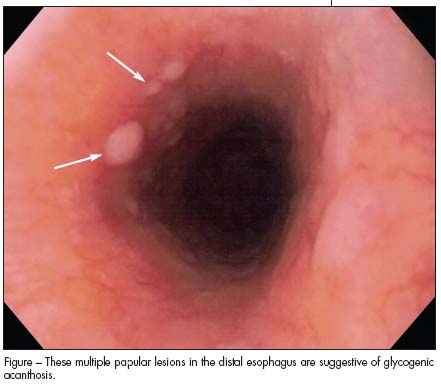 Figure – These multiple papular lesions in the distal esophagus are suggestive of glycogenic
acanthosis.